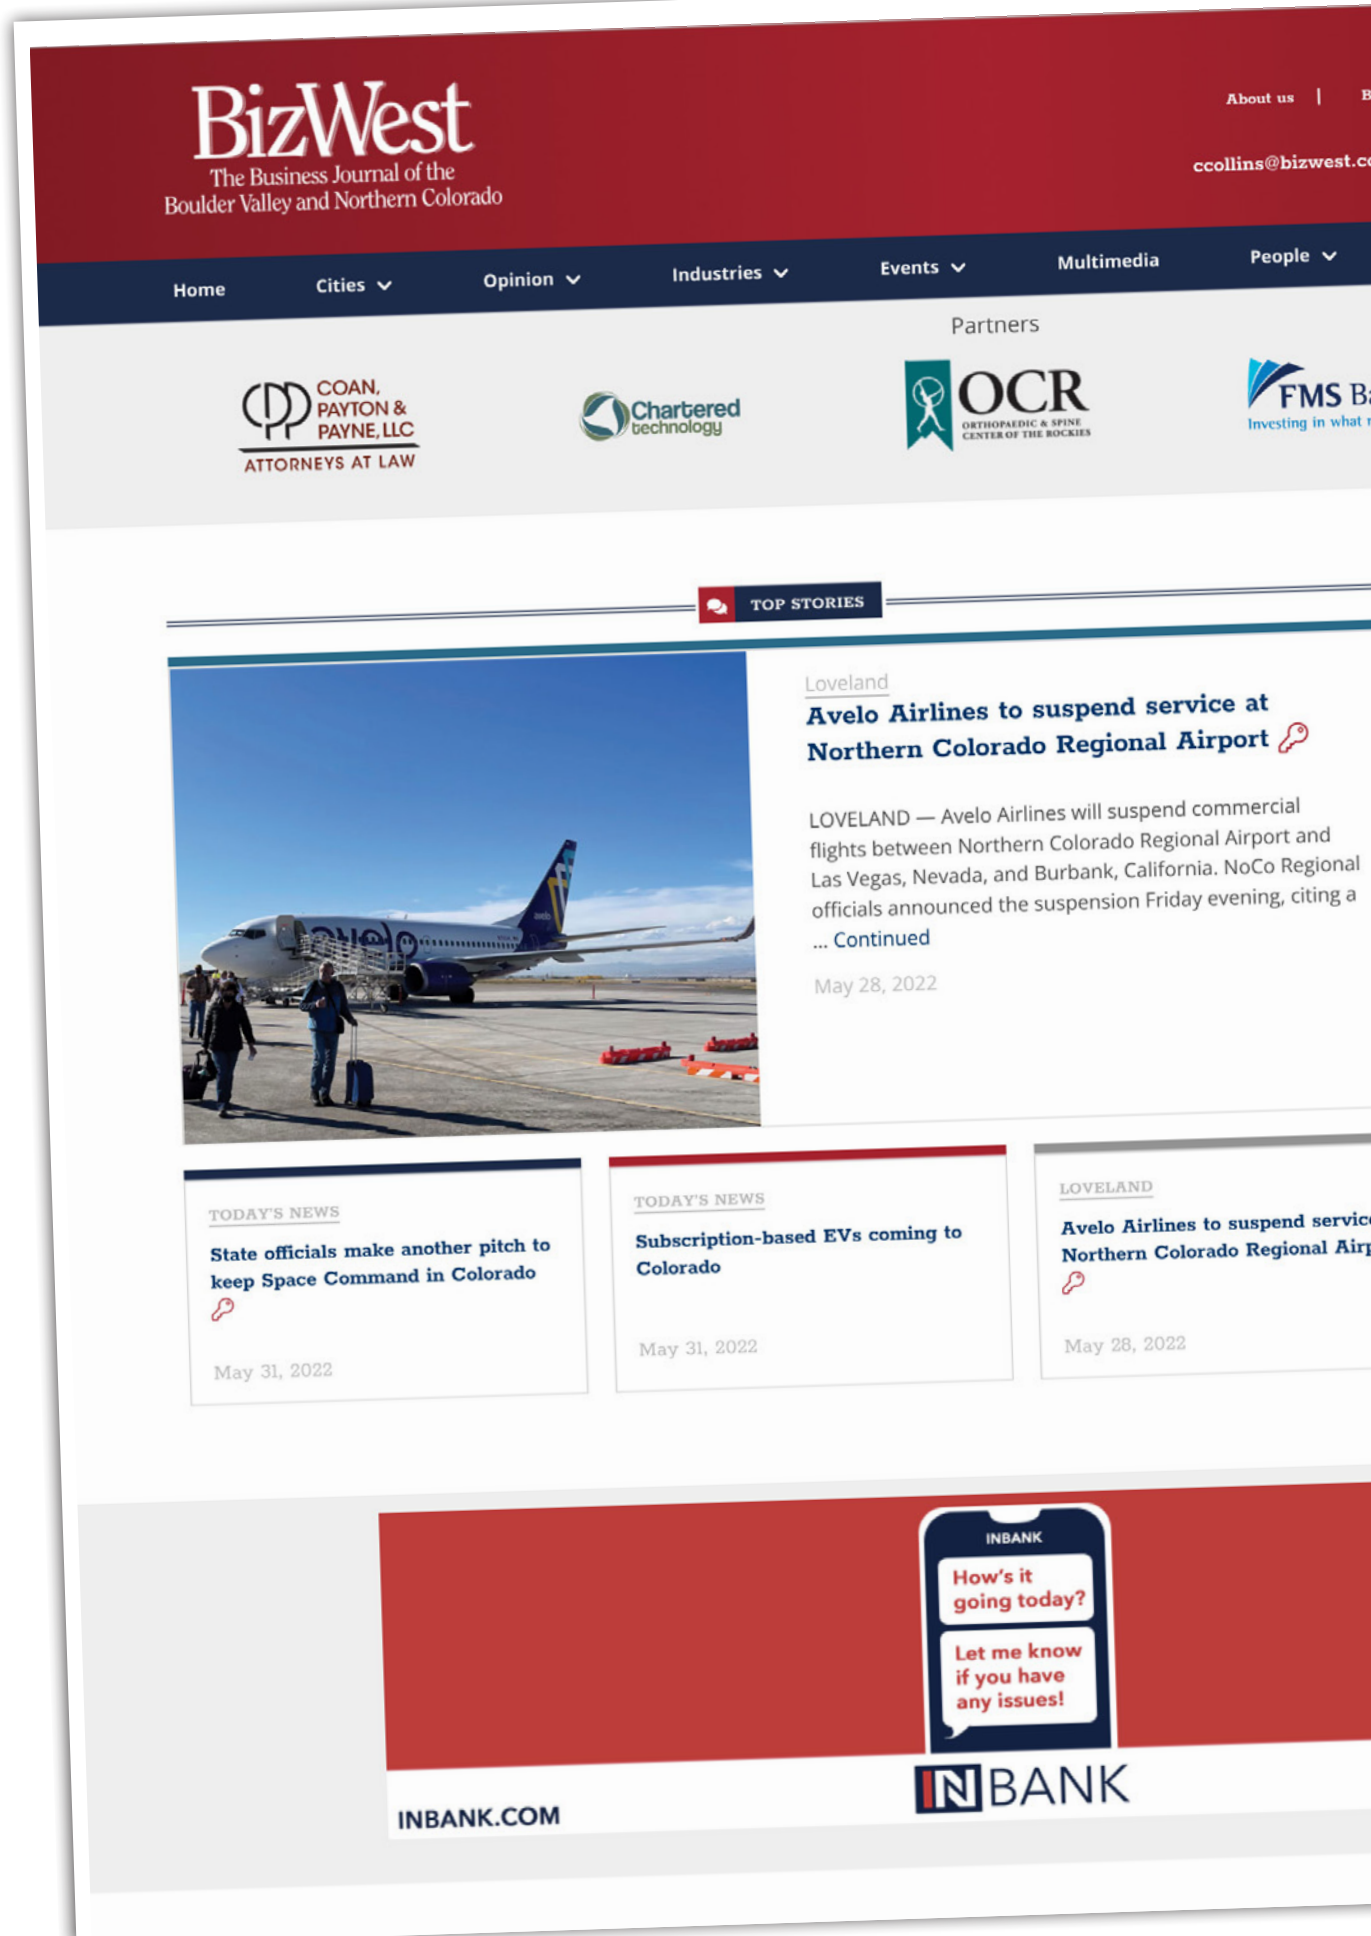 BizWest
The Business Journal of the
Boulder Valley and Northern Colorado
About us |
ccollins@bizwest.co
Home Cities Opinion Industries Events Multimedia People
Partners
COAN,
PAYTON &
PAYNE, LLC
ATTORNEYS AT LAW
Chartered
technology
OCR
ORTHOPAEDIC & SPINE
CENTER OF THE ROCKIES
FMS Ba
Investing in what
TOP STORIES
avelo
avelo
Loveland
Avelo Airlines to suspend service at
Northern Colorado Regional Airport
LOVELAND — Avelo Airlines will suspend commercial
flights between Northern Colorado Regional Airport and
Las Vegas, Nevada, and Burbank, California. NoCo Regional
officials announced the suspension Friday evening, citing a
... Continued
May 28, 2022
TODAY'S NEWS
State officials make another pitch to
keep Space Command in Colorado
May 31, 2022
TODAY'S NEWS
Subscription-based EVs coming to
Colorado
May 31, 2022
LOVELAND
Avelo Airlines to suspend service
Northern Colorado Regional Airp
May 28, 2022
INBANK
How's it
going today?
Let me know
if you have
any issues!
INBANK.COM
INBANK